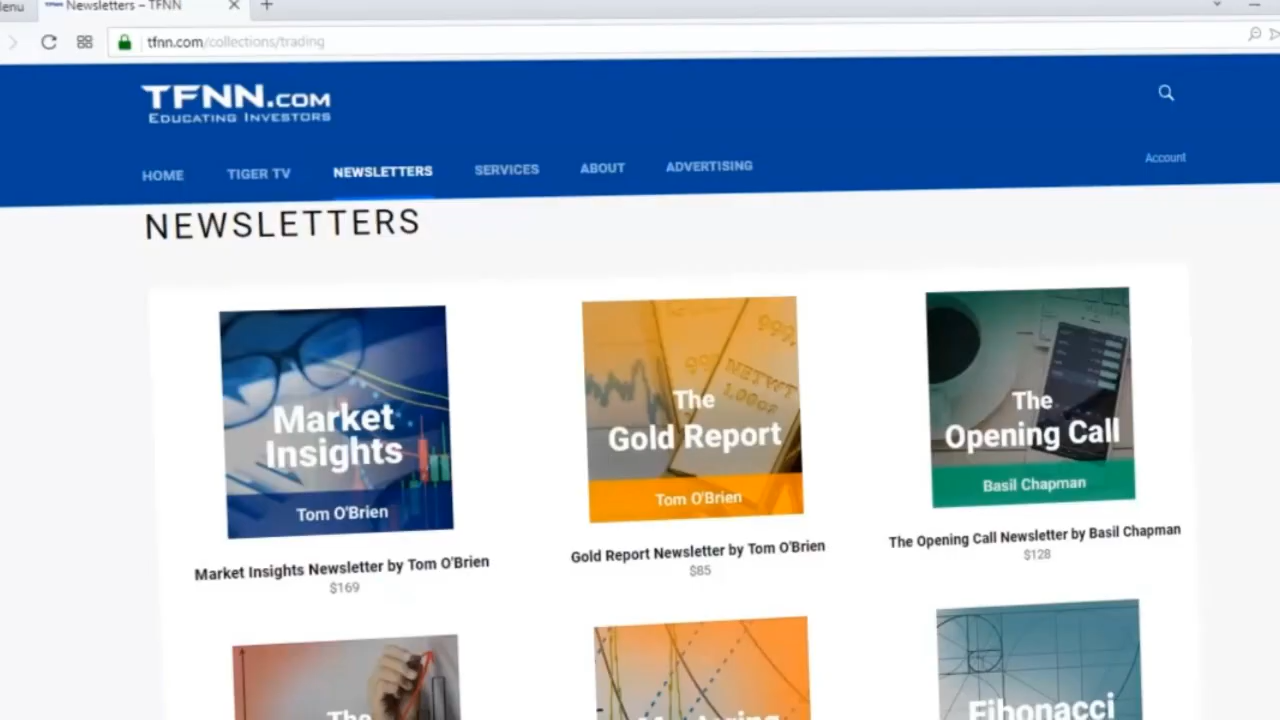 enu
Newsletters – TFNN
tfnn.com/collections/trading
TFNN.COM
EDUCATING INVESTORS
HOME
TIGER TV
NEWSLETTERS
SERVICES
ABOUT
ADVERTISING
Account
NEWSLETTERS
Market
Insights
Tom O'Brien
The
Gold Report
Tom O'Brien
The
Opening Call
Basil Chapman
Market Insights Newsletter by Tom O'Brien
$169
Gold Report Newsletter by Tom O'Brien
$85
The Opening Call Newsletter by Basil Chapman
$128
The
Fibonacci